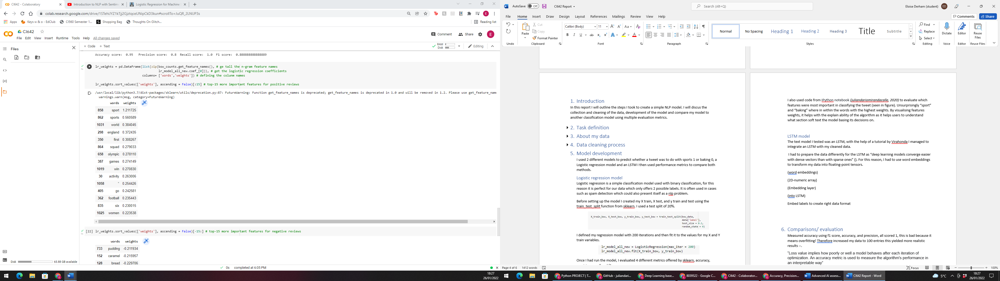 CI642 - Colaboratory
Introduction to NLP with Sentim
Logistic Regression for Machine
colab.research.google.com/drive/1STehiJYZ1kTjj2GjztqceUNipCkD3kun#scrollTo=JuQR_2LNUP3s
Apps Keys w & o - EdClub CI560 Semester 1... Shopping Bag Thoughts On Glitch... Reading list
CI642
Comment Share E
File Edit View Insert Runtime Tools Help All changes saved
+ Code + Text RAM Disk Editing
Files
Accuracy score: 0.95 Precision score: 0.8 Recall score: 1.0 F1 score: 0.888888888888889
lr_weights = pd.DataFrame(list(zip(bow_counts.get_feature_names(), # ge tall the n-gram feature names
lr_model_all_new.coef_[0])), # get the logistic regression coefficients
columns= ['words','weights']) # defining the colunm names
lr_weights.sort_values(['weights'], ascending = False)[:15] # top-15 more important features for positive reviews
/usr/local/lib/python3.7/dist-packages/sklearn/utils/deprecation.py:87: FutureWarning: Function get_feature_names is deprecated; get_feature_names is deprecated in 1.0 and will be removed in 1.2. Please use get_feature_name
warnings.warn(msg, category=FutureWarning)
words weights
858 sport 1.211725
862 sports 0.560589
1031 world 0.384045
298 england 0.372435
350 first 0.308267
864 squad 0.279033
658 olympic 0.278110
387 games 0.274149
1019 win 0.270830
30 activity 0.263006
1058 “ 0.254426
405 go 0.242581
362 football 0.235443
835 six 0.230015
1025 women 0.223538
[22] lr_weights.sort_values(['weights'], ascending = False)[-15:] # top-15 more important features for negative reviews
words weights
733 pudding -0.211934
152 caramel -0.215957
128 bread -0.229706
Disk 65.88 GB available
0s completed at 6:05 PM
18:27
26/01/2022
AutoSave Off CI642 Report Search (Alt+Q) Eloise Derham (student) ED
File Home Insert Draw Design Layout References Mailings Review View Help Comments Share
Paste Cut Copy Format Painter
Calibri (Body) 11
Normal No Spacing Heading 1 Heading 2 Heading 3 Title Subtitle
Find Replace Select Dictate Editor Reuse Files
Undo Clipboard Font Paragraph Styles Editing Voice Editor Reuse Files
1. Introduction
In this report I will outline the steps I took to create a simple NLP model. I will discus the
collection and cleaning of the data, development of the model and compare my model to
another classification model using multiple evaluation metrics.
2. Task definition
3. About my data
4. Data cleaning process
5. Model development
I used 2 different models to predict whether a tweet was to do with sports 1 or baking 0, a
Logistic regression model and an LSTM I then used performance metrics to compare both
methods.
Logistic regression model
Logistic regression is a simple classification model used with binary classification, for this
reason it is perfect for our data which only offers 2 possible labels. It is often used in cases
such as spam detection which could also present itself as a nlp problem.
Before setting up the model I created my X train, X test, and y train and test using the
train_test_split function from sklearn. I used a test split of 20%.
X_train_bow, X_test_bow, y_train_bow, y_test_bow = train_test_split(bow_data,
data['label'],
test_size = 0.2,
random_state = 0)
I defined my regression model with 200 iterations and then fit it to the values for my X and Y
train variables.
lr_model_all_new = LogisticRegression(max_iter = 200)
lr_model_all_new.fit(X_train_bow, y_train_bow)
Once I had run the model, I evaluated 4 different metrics offered by sklearn, accuracy,
I also used code from IPython notebook (juliandariomirandacalle, 2020) to evaluate which
features were most important in classifying the tweet (seen in figure). Unsurprisingly “sport”
and “baking” where in within the words with the highest weights. By visualising features
weights, it helps with the explain ability of the algorithm as it helps users to understand
what section soft text the model basing its decisions on.
LSTM model
The text model I tested was an LSTM, with the help of a tutorial by Virahonda I managed to
integrate an LSTM with my cleaned data.
I had to prepare the data differently for the LSTM as “deep learning models converge easier
with dense vectors than with sparse ones” (). For this reason, I had to use word embeddings
to transform my data into floating-point tensors.
(word embeddings)
(2D-numeric array)
(Embedding layer)
(into LSTM)
Embed labels to create right data format
6. Comparisons/ evaluation
Measured accuracy using f1 score, accuracy, and precision, all scored 1, this is bad because it
means overfitting! Therefore increased my data to 100 entries this yielded more realistic
results --.
“Loss value implies how poorly or well a model behaves after each iteration of
optimization. An accuracy metric is used to measure the algorithm's performance in
an interpretable way”
Page 4 of 6 1412 words Focus 100%
Python PROJECT | T... GitHub - juliandari... Deep Learning base... 8039522 - Google C... CI642 - Colaborator... Accuracy, Precision... Advanced AI assess... CI642 Report - Word
5°C 18:27
26/01/2022